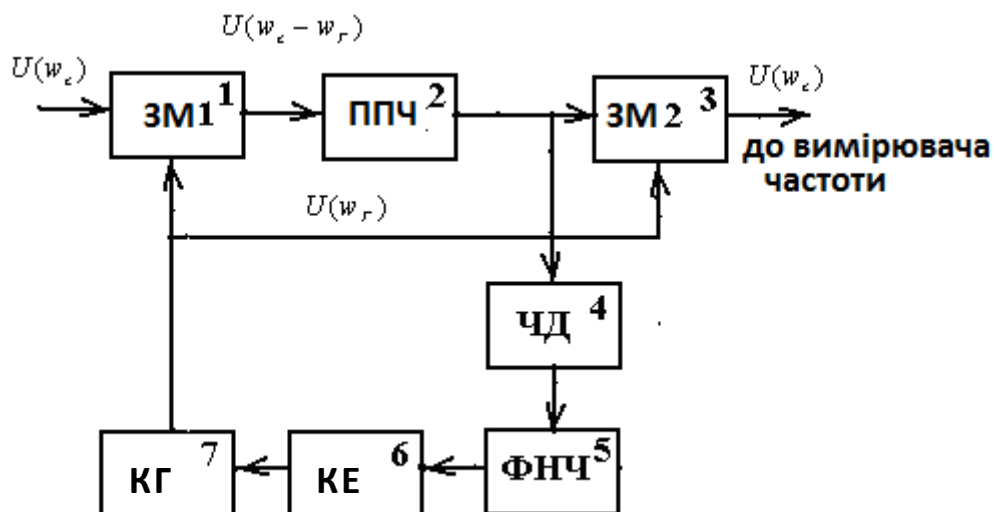 U(w_c - w_г)
U(w_c)
ЗМ1 1
ППЧ 2
ЗМ 2 3
U(w_c)
до вимірювача
частоти
U(w_г)
ЧД 4
ФНЧ 5
КЕ 6
КГ 7